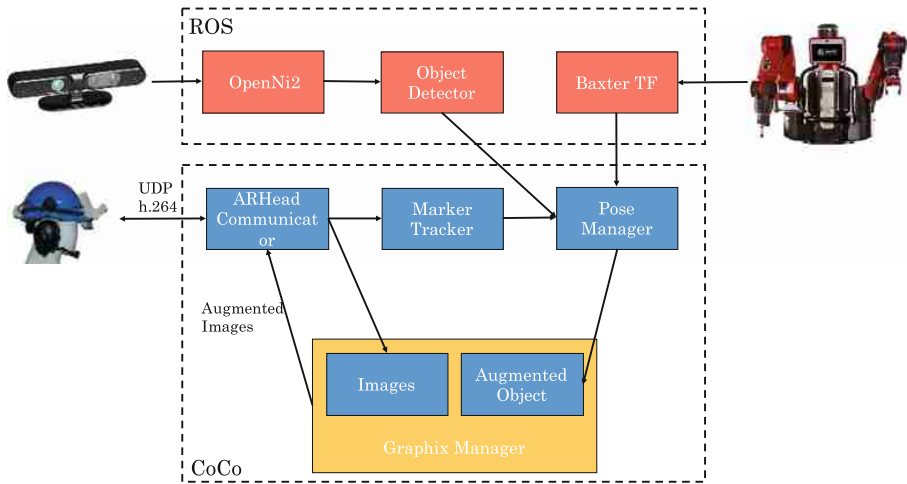 ROS
OpenNi2
Object
Detector
Baxter TF
UDP
h.264
ARHead
Communicat
or
Marker
Tracker
Pose
Manager
Augmented
Images
Images
Augmented
Object
Graphix Manager
CoCo